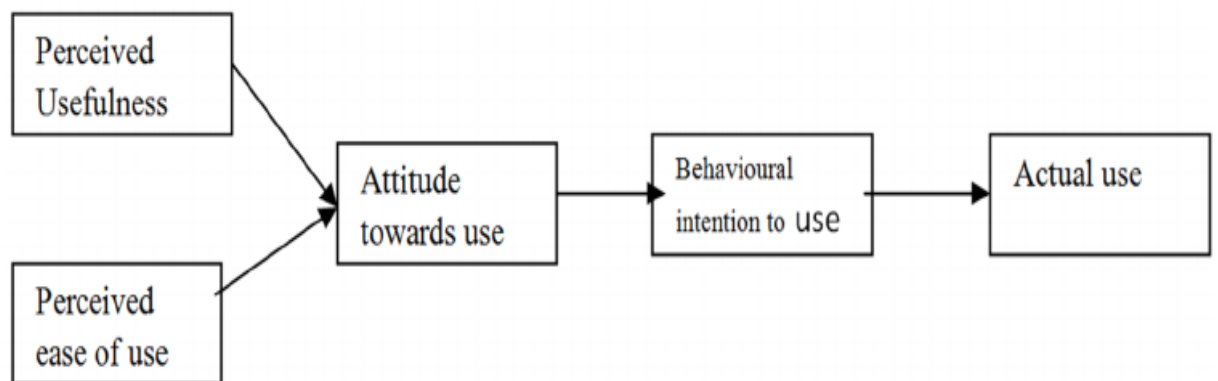 Perceived
Usefulness
Attitude
towards use
Behavioural
intention to use
Actual use
Perceived
ease of use